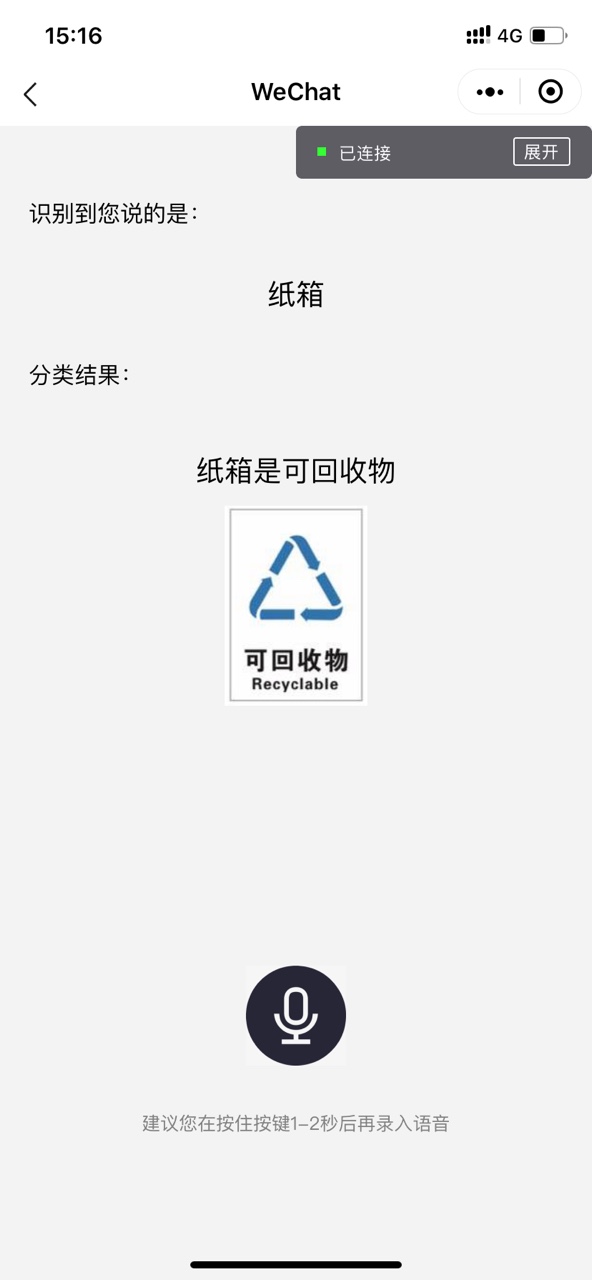 15:16
4G
WeChat
已连接
展开
识别到您说的是：
纸箱
分类结果：
纸箱是可回收物
可回收物
Recyclable
建议您在按住按键1-2秒后再录入语音